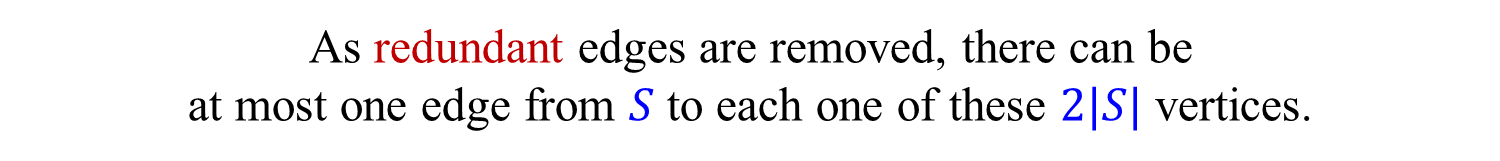 As redundant edges are removed, there can be
at most one edge from S to each one of these 2|S| vertices.